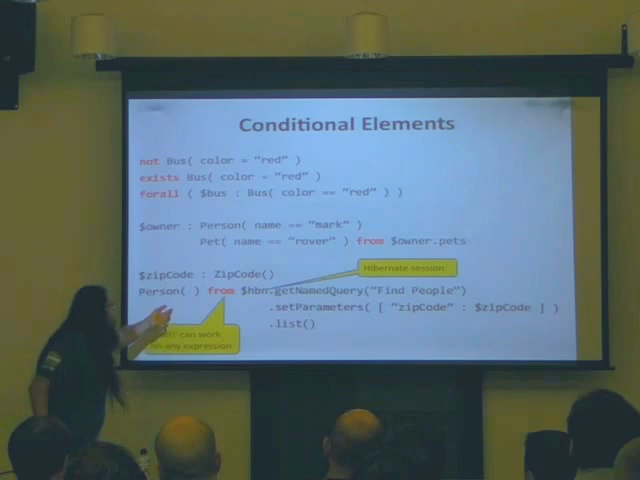 Conditional Elements
not Bus( color = "red" )
exists Bus( color = "red" )
forall ( $bus : Bus( color == "red" ) )
$owner : Person( name == "mark" )
Pet( name == "rover" ) from $owner.pets
Hibernate session
$zipCode : ZipCode()
Person( ) from $hbn.getNamedQuery("Find People")
.setParameters( [ "zipCode" : $zipCode ] )
.list()
can work
any expression